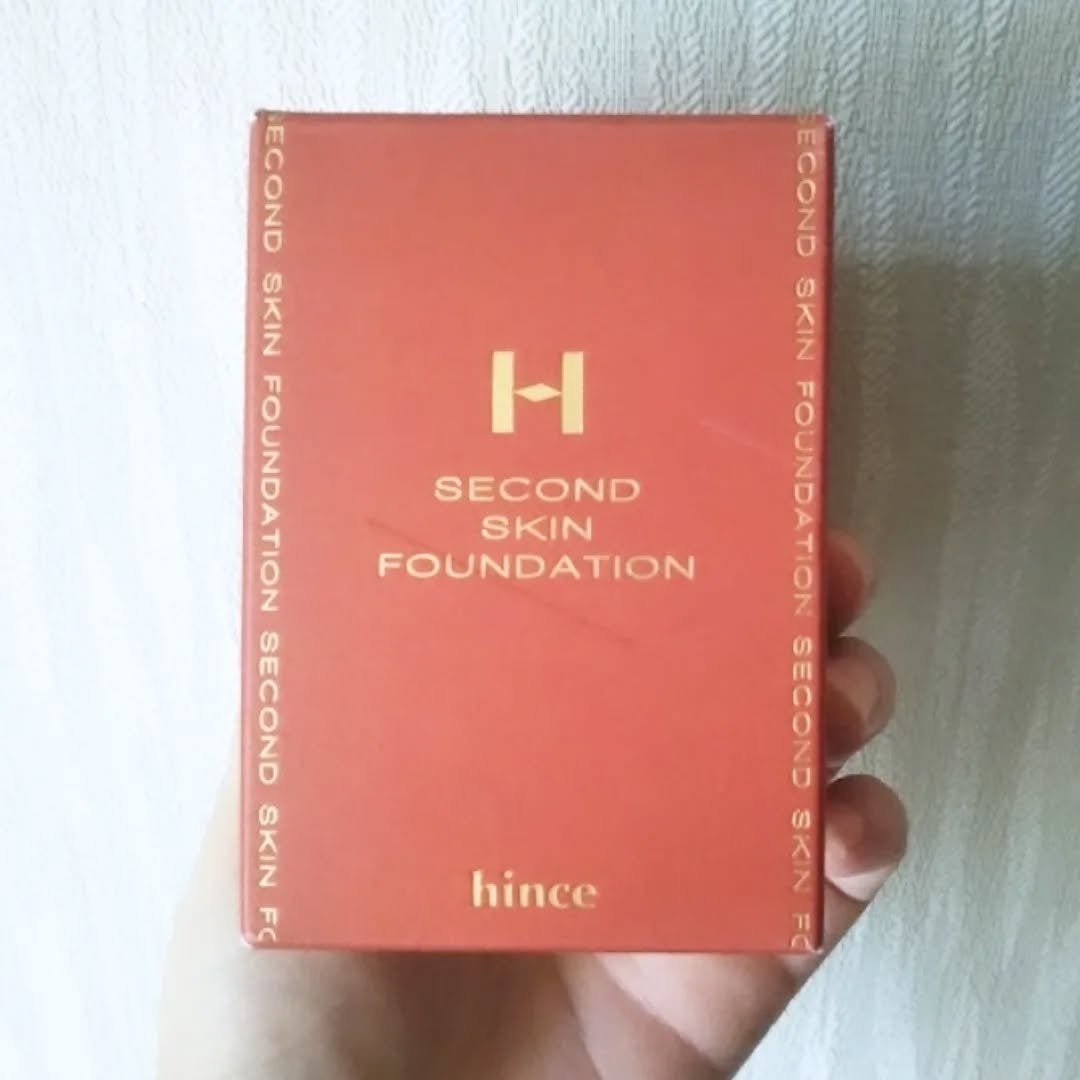 SECOND SKIN FOUNDATION SECOND SKIN FO
H
SECOND
SKIN
FOUNDATION
hince
SECOND SKIN FOUNDATION SECOND SKIN FO